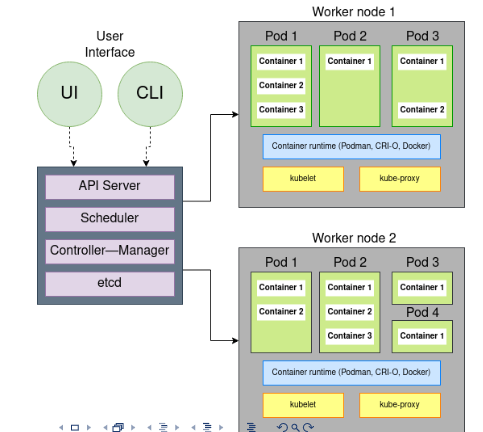 User
Interface
UI
CLI
API Server
Scheduler
Controller—Manager
etcd
Worker node 1
Pod 1
Pod 2
Pod 3
Container 1
Container 2
Container 3
Container 1
Container 1
Container 2
Container runtime (Podman, CRI-O, Docker)
kubelet
kube-proxy
Worker node 2
Pod 1
Pod 2
Pod 3
Container 1
Container 2
Container 1
Container 2
Container 3
Container 1
Pod 4
Container 1
Container runtime (Podman, CRI-O, Docker)
kubelet
kube-proxy